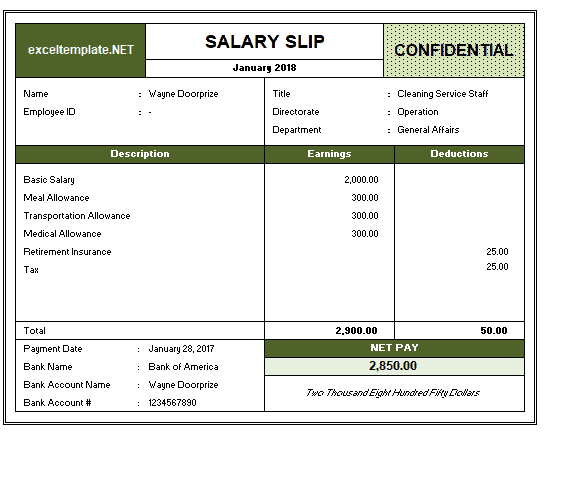 exceltemplate.NET
SALARY SLIP
CONFIDENTIAL
January 2018
Name : Wayne Doorprize Title : Cleaning Service Staff
Employee ID : - Directorate : Operation
Department : General Affairs
Description Earnings Deductions
Basic Salary 2,000.00
Meal Allowance 300.00
Transportation Allowance 300.00
Medical Allowance 300.00
Retirement Insurance 25.00
Tax 25.00
Total 2,900.00 50.00
Payment Date : January 28, 2017 NET PAY
Bank Name : Bank of America 2,850.00
Bank Account Name : Wayne Doorprize Two Thousand Eight Hundred Fifty Dollars
Bank Account # : 1234567890